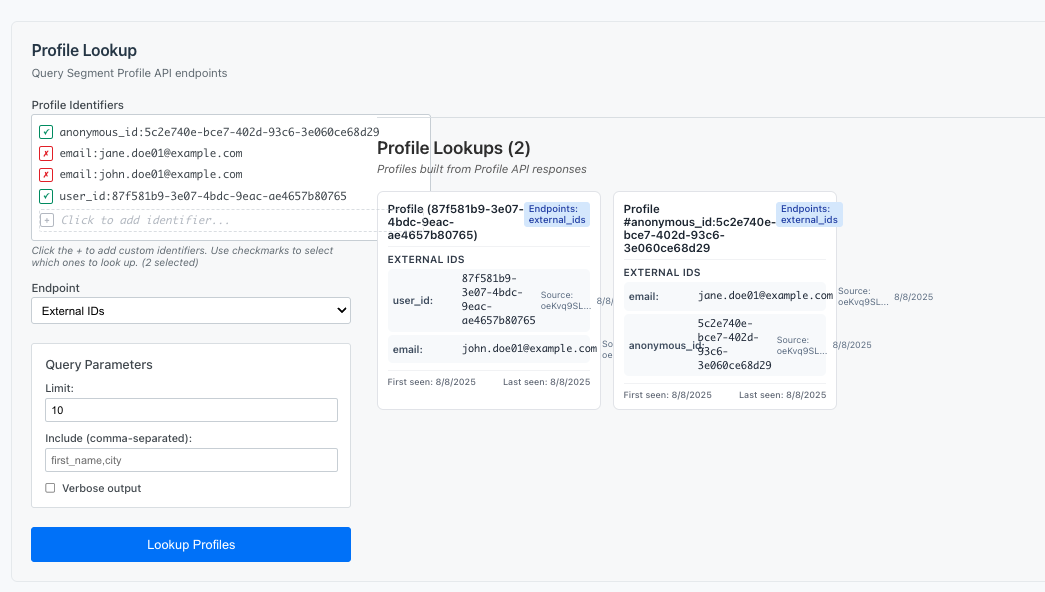 Profile Lookup
Query Segment Profile API endpoints
Profile Identifiers
anonymous_id:5c2e740e-bce7-402d-93c6-3e060ce68d29
email:jane.doe01@example.com
email:john.doe01@example.com
user_id:87f581b9-3e07-4bdc-9eac-ae4657b80765
+ Click to add identifier...
Click the + to add custom identifiers. Use checkmarks to select
which ones to look up. (2 selected)
Endpoint
External IDs
Query Parameters
Limit:
10
Include (comma-separated):
first_name,city
Verbose output
Lookup Profiles
Profile Lookups (2)
Profiles built from Profile API responses
Profile (87f581b9-3e07-
4bdc-9eac-
ae4657b80765)
Endpoints:
external_ids
EXTERNAL IDS
user_id:
87f581b9-
3e07-4bdc-
9eac-
ae4657b80765
Source:
oeKvq9SL...
8/8/
email:
john.doe01@example.com
So
oe
First seen: 8/8/2025
Last seen: 8/8/2025
Profile
#anonymous_id:5c2e740e-
bce7-402d-93c6-
3e060ce68d29
Endpoints:
external_ids
EXTERNAL IDS
email:
jane.doe01@example.com
Source:
oeKvq9SL...
8/8/2025
anonymous_id:
5c2e740e-
bce7-402d-
93c6-
3e060ce68d29
Source:
oeKvq9SL...
8/8/2025
First seen: 8/8/2025
Last seen: 8/8/2025